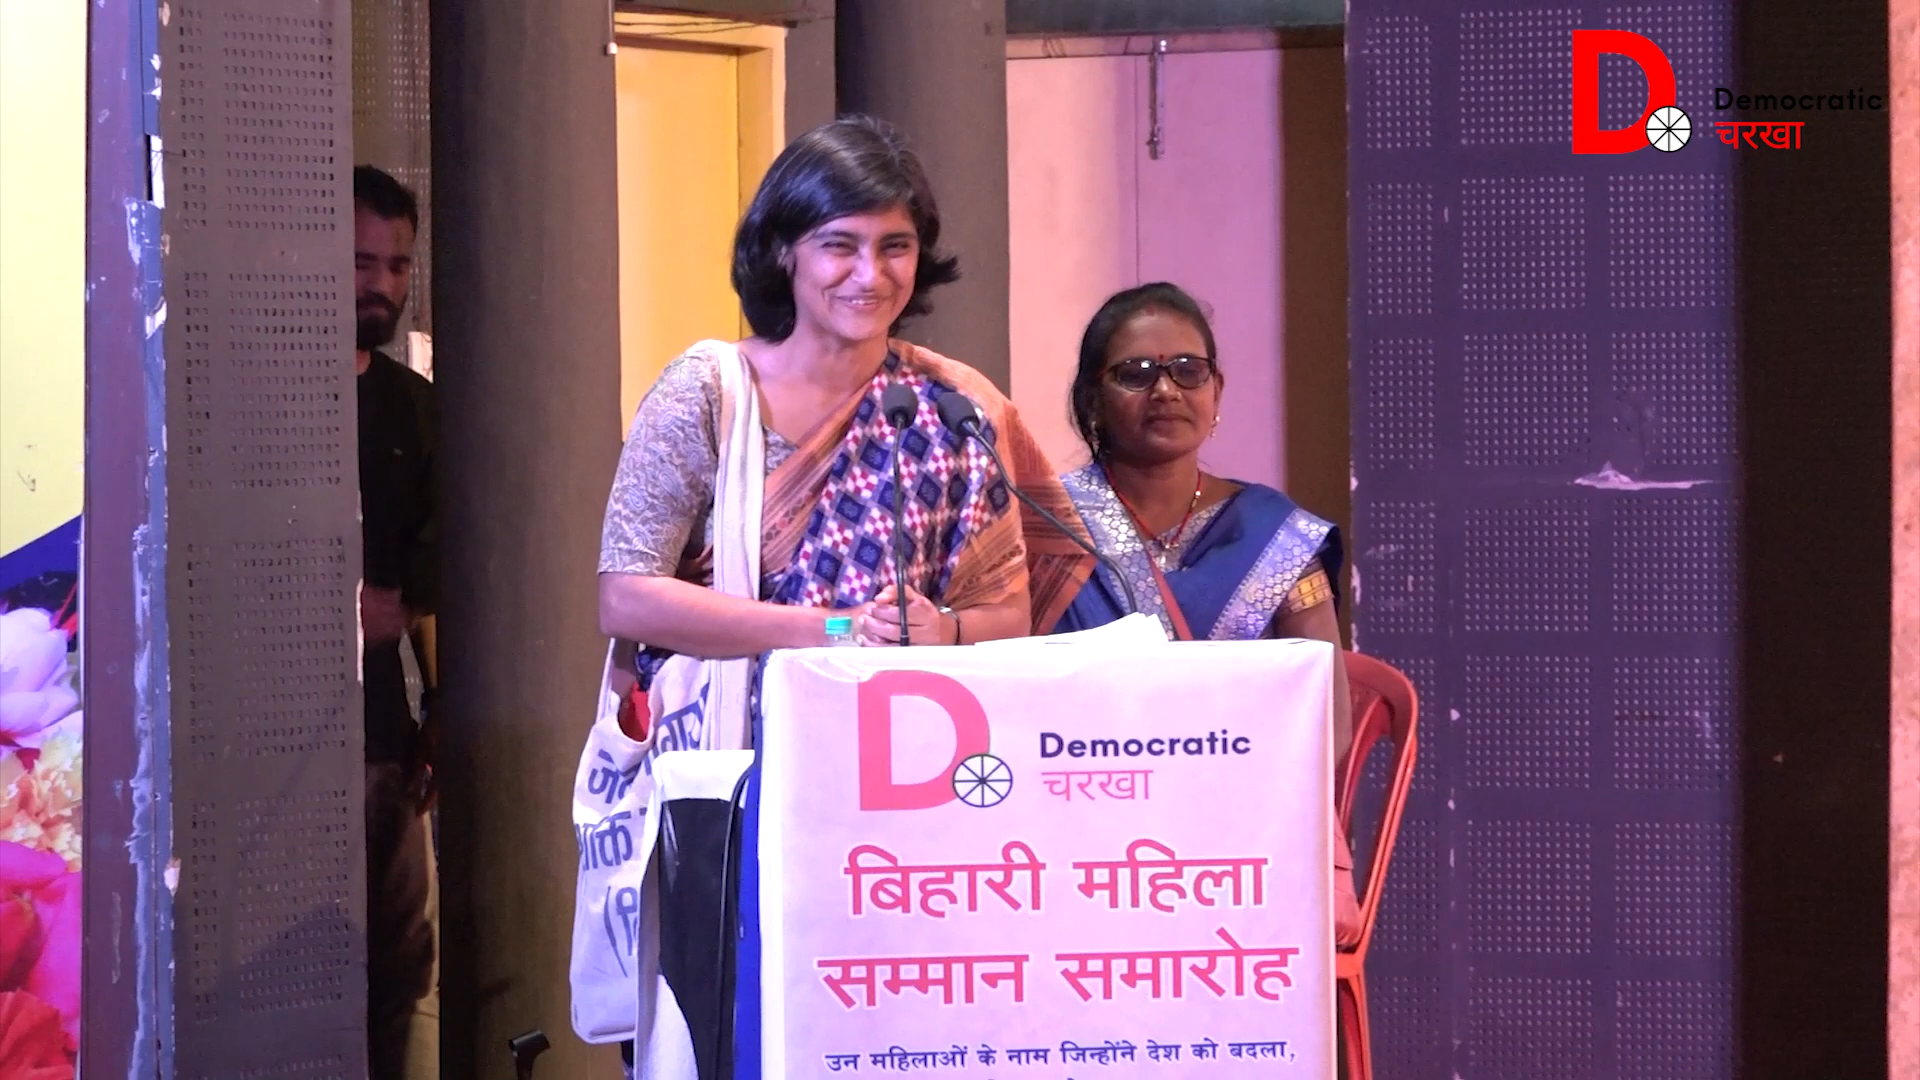 Democratic
चरखा
Democratic
चरखा
बिहारी महिला
सम्मान समारोह
उन महिलाओं के नाम जिन्होंने देश को बदला,